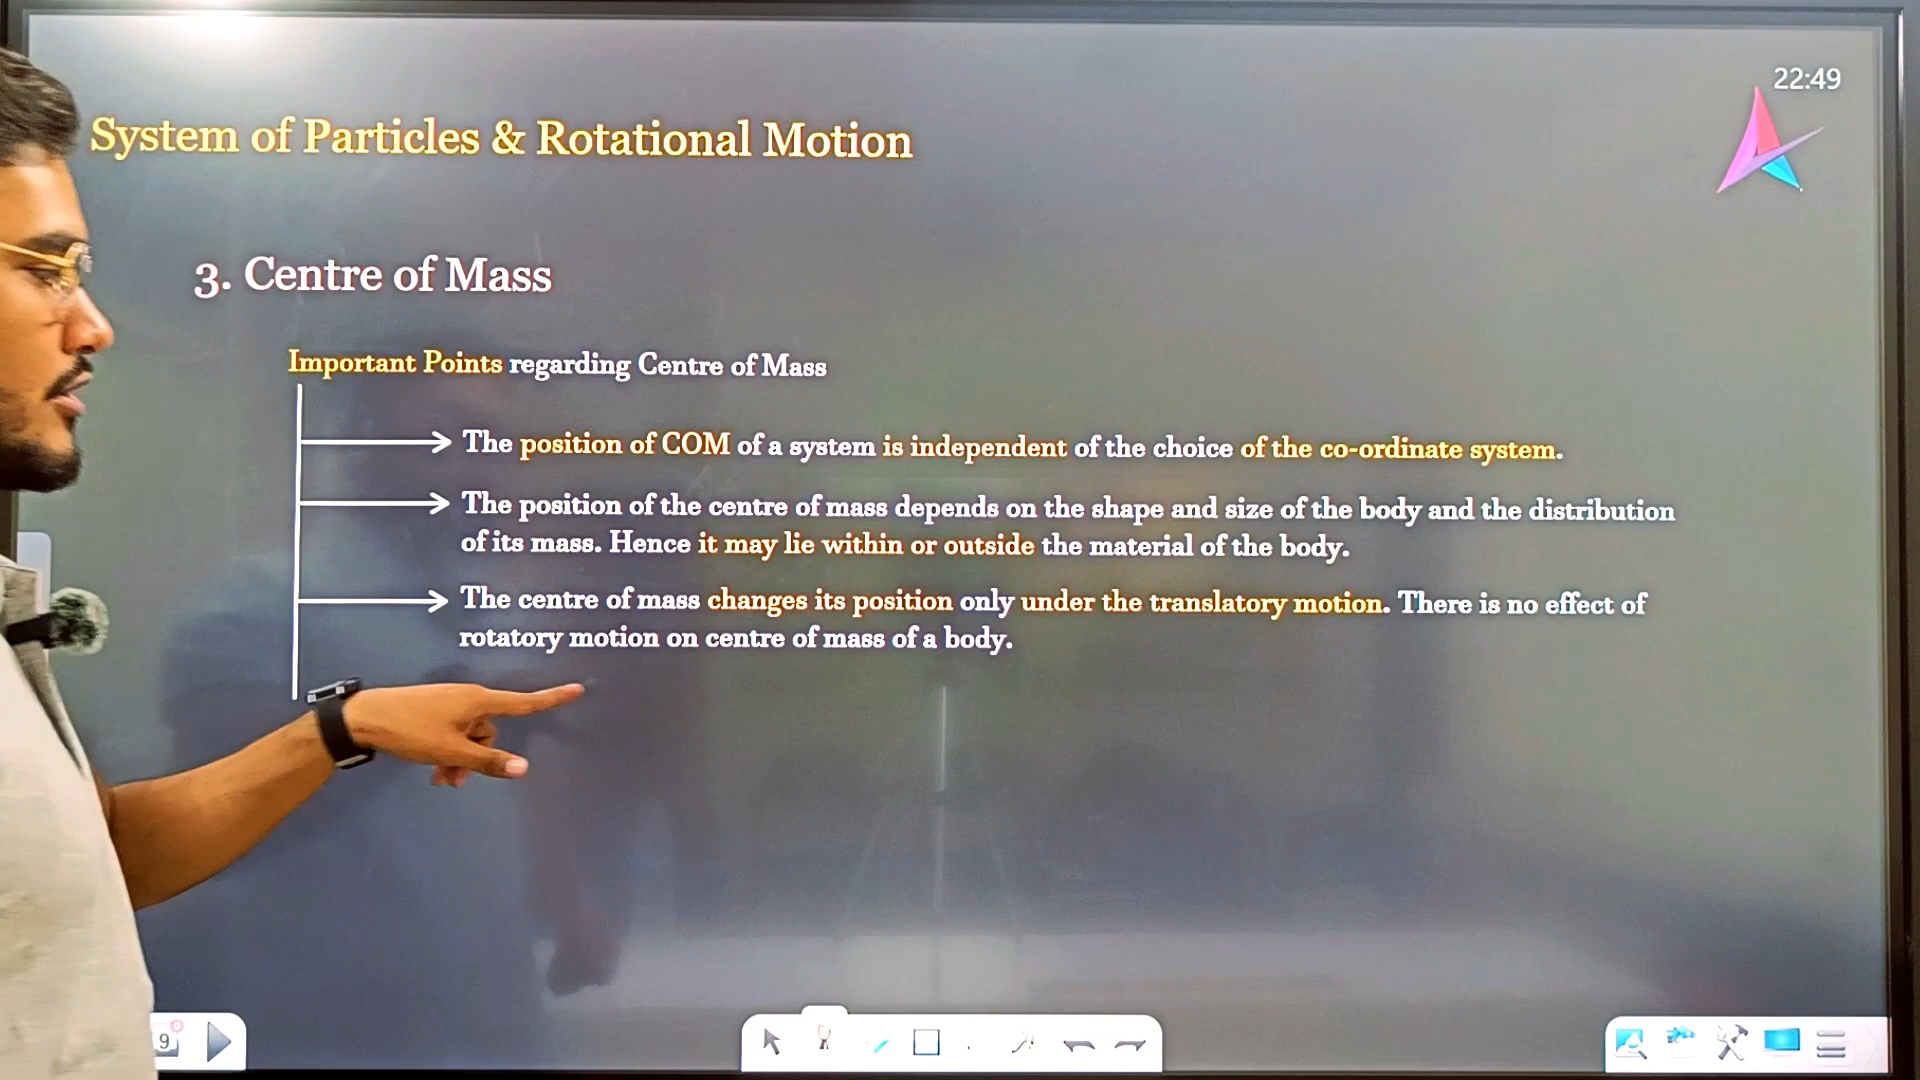 22:49
System of Particles & Rotational Motion
3. Centre of Mass
Important Points regarding Centre of Mass
The position of COM of a system is independent of the choice of the co-ordinate system.
The position of the centre of mass depends on the shape and size of the body and the distribution
of its mass. Hence it may lie within or outside the material of the body.
The centre of mass changes its position only under the translatory motion. There is no effect of
rotatory motion on centre of mass of a body.
9